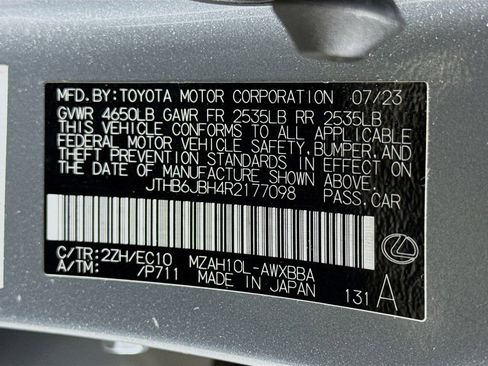 MFD.BY:TOYOTA MOTOR CORPORATION 07/23
GVWR 4650LB GAWR FR 2535LB RR 2535LB
THIS VEHICLE CONFORMS TO ALL APPLICABLE
FEDERAL MOTOR VEHICLE SAFETY,BUMPER,AND
THEFT PREVENTION STANDARDS IN EFFECT ON
THE DATE OF MANUFACTURE SHOWN ABOVE.
JTHB6JBH4R2177098 PASS.CAR
C/TR:2ZH/EC10 MZAH10L-AWXBBA
A/TM: /P711 MADE IN JAPAN 131 A